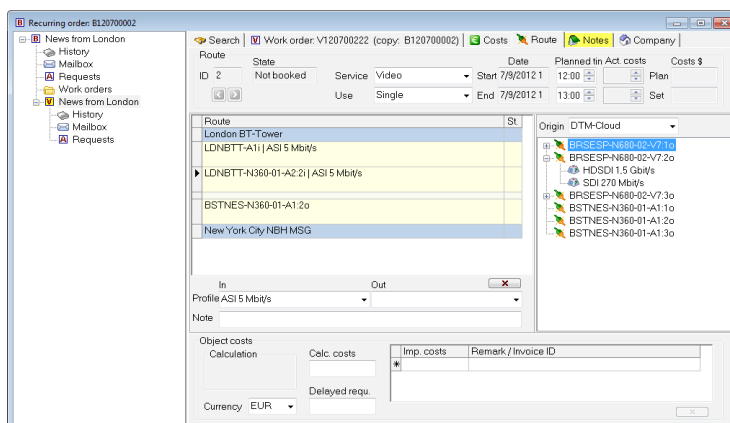 Recurring order: B120700002
B News from London
History
Mailbox
A Requests
Work orders
V News from London
History
Mailbox
A Requests
Search V Work order: V120700222 (copy: B120700002) Costs Route Notes Company
Route State Date Planned tin Act. costs Costs $
ID 2 Not booked Service Video Start 7/9/2012 1 12:00 Plan
Use Single End 7/9/2012 1 13:00 Set
Route St.
London BT-Tower
LDNBTT-A1i | ASI 5 Mbit/s
LDNBTT-N360-01-A2:2i | ASI 5 Mbit/s
BSTNES-N360-01-A1:2o
New York City NBH MSG
Origin DTM-Cloud
BRSESP-N680-02-V7:1o
BRSESP-N680-02-V7:2o
HDSDI 1,5 Gbit/s
SDI 270 Mbit/s
BRSESP-N680-02-V7:3o
BSTNES-N360-01-A1:1o
BSTNES-N360-01-A1:2o
BSTNES-N360-01-A1:3o
In Out
Profile ASI 5 Mbit/s
Note
Object costs
Calculation Calc. costs Imp. costs Remark / Invoice ID
Delayed requ.
Currency EUR